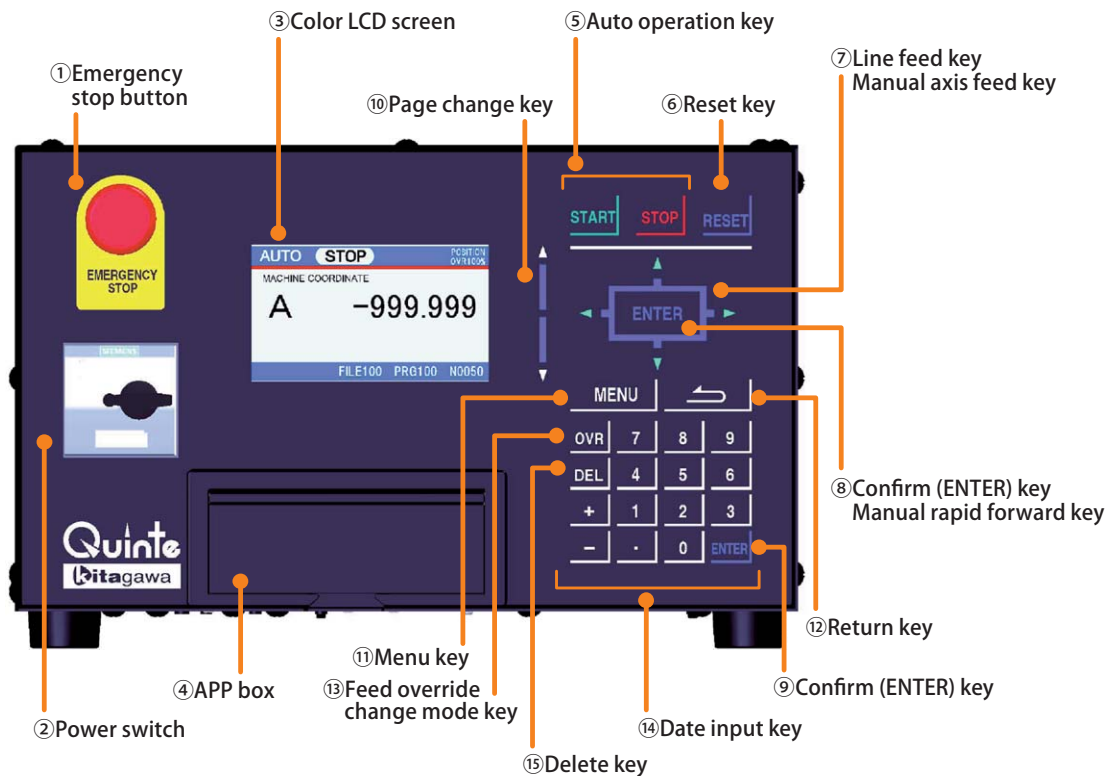 ③Color LCD screen
⑤Auto operation key
⑦Line feed key
Manual axis feed key
①Emergency
stop button
⑩Page change key
⑥Reset key
START STOP RESET
EMERGENCY
STOP
AUTO STOP POSITION
OVR100%
MACHINE COORDINATE
A -999.999
FILE100 PRG100 N0050
ENTER
SIEMENS
MENU
OVR 7 8 9
DEL 4 5 6
+ 1 2 3
- . 0 ENTER
⑧Confirm (ENTER) key
Manual rapid forward key
Quinte
kitagawa
⑫Return key
⑪Menu key
④APP box
⑬Feed override
change mode key
⑨Confirm (ENTER) key
②Power switch
⑭Date input key
⑮Delete key